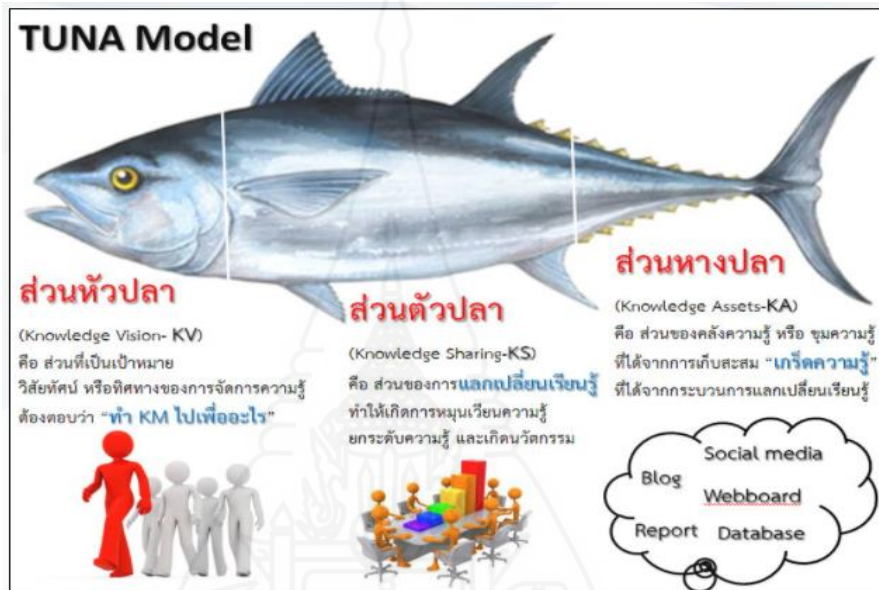 TUNA Model
ส่วนหัวปลา
(Knowledge Vision- KV)
คือ ส่วนที่เป็นเป้าหมาย
วิสัยทัศน์ หรือทิศทางของการจัดการความรู้
ต้องตอบว่า “ทำ KM ไปเพื่ออะไร”
ส่วนตัวปลา
(Knowledge Sharing-KS)
คือ ส่วนของการแลกเปลี่ยนเรียนรู้
ทำให้เกิดการหมุนเวียนความรู้
ยกระดับความรู้ และเกิดนวัตกรรม
ส่วนหางปลา
(Knowledge Assets-KA)
คือ ส่วนของคลังความรู้ หรือ ขุมความรู้
ที่ได้จากการเก็บสะสม “เกร็ดความรู้”
ที่ได้จากกระบวนการแลกเปลี่ยนเรียนรู้
Social media
Blog
Webboard
Report Database